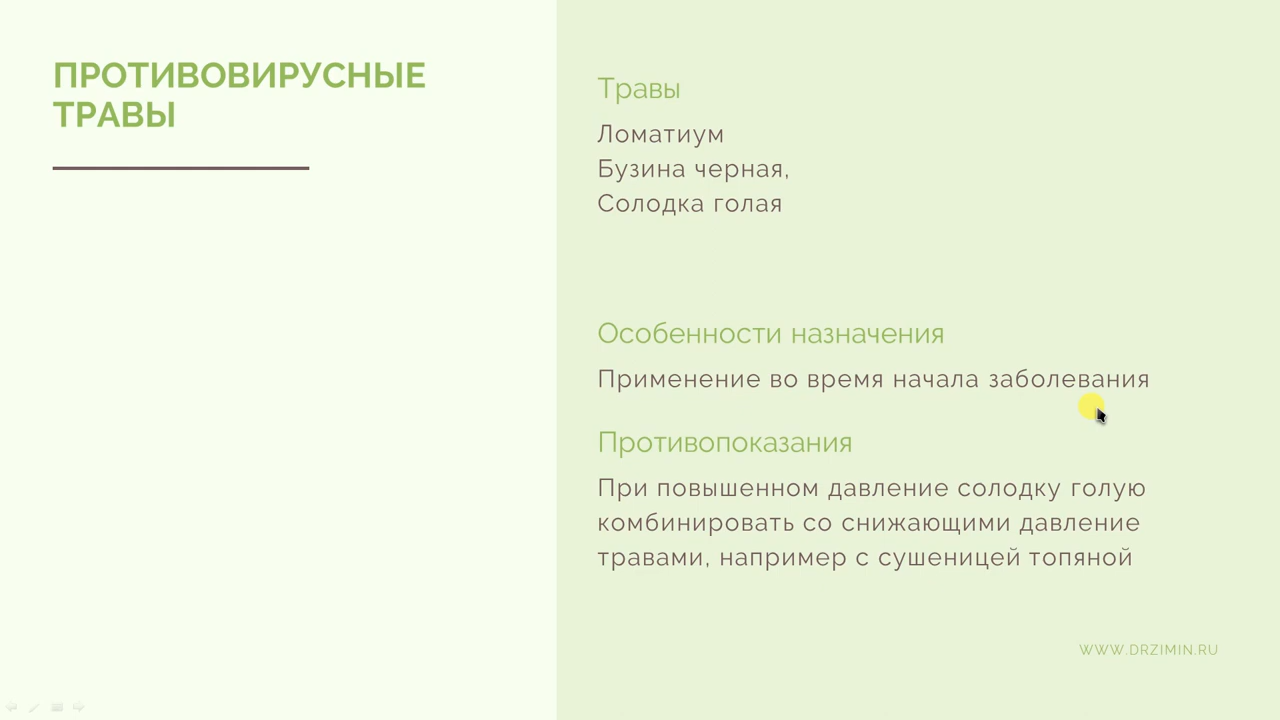 ПРОТИВОВИРУСНЫЕ
ТРАВЫ
Травы
Ломатиум
Бузина черная,
Солодка голая
Особенности назначения
Применение во время начала заболевания
Противопоказания
При повышенном давление солодку голую
комбинировать со снижающими давление
травами, например с сушеницей топяной
WWW.DRZIMIN.RU